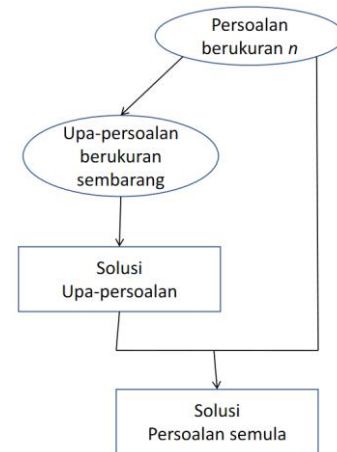 Persoalan
berukuran n
Upa-persoalan
berukuran
sembarang
Solusi
Upa-persoalan
Solusi
Persoalan semula